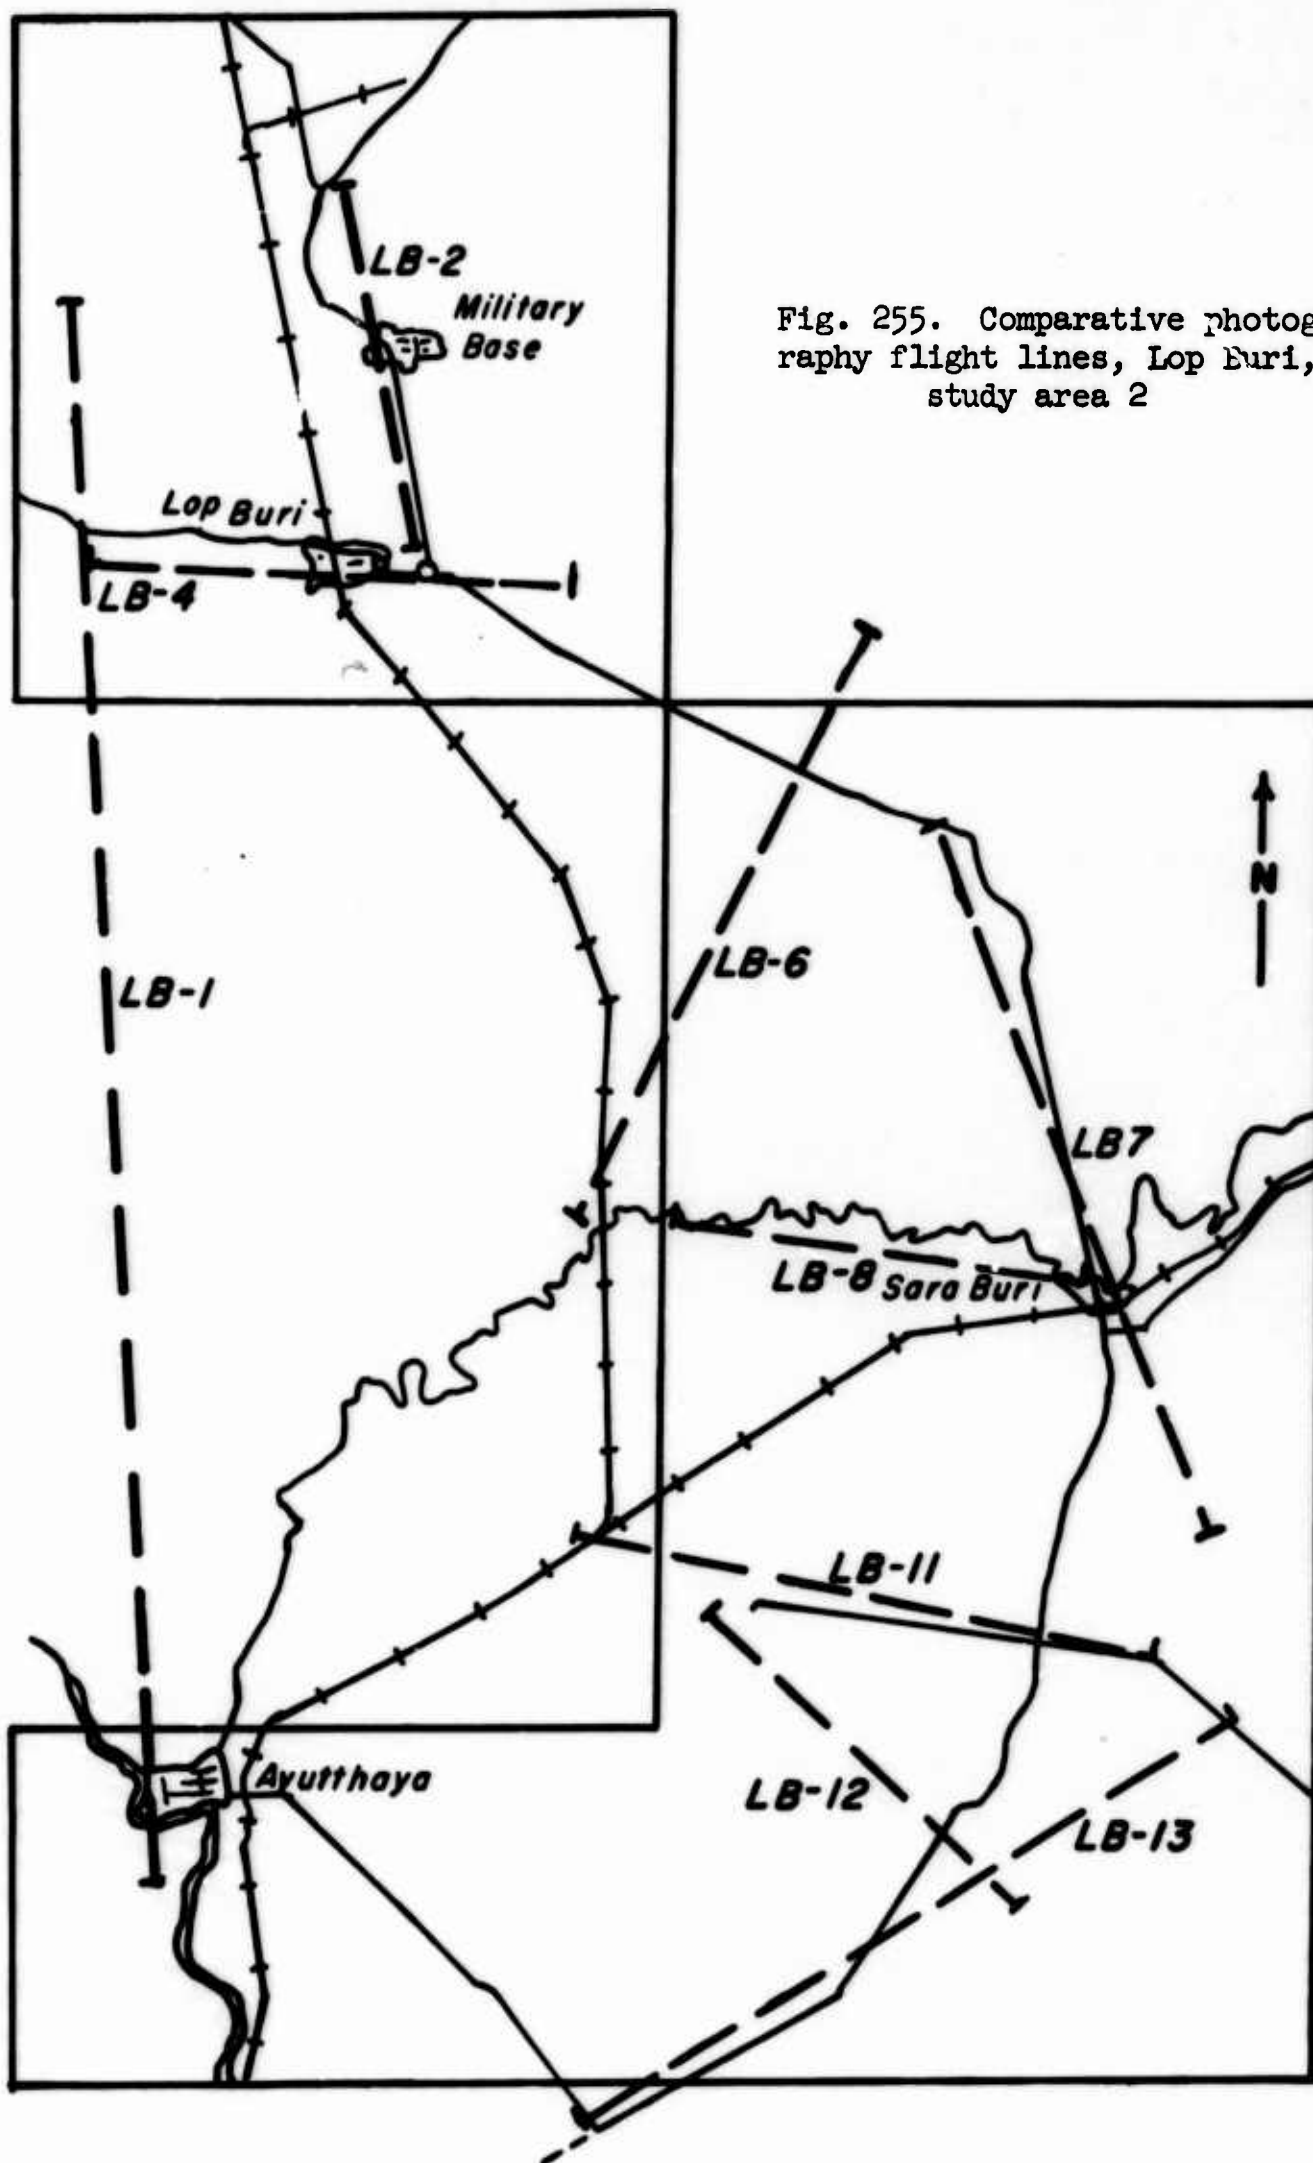 LB-2
Military
Base
Fig. 255. Comparative photog
raphy flight lines, Lop Buri,
study area 2
Lop Buri
LB-4
N
LB-6
LB-1
LB7
LB-8 Sara Buri
LB-11
Ayutthaya
LB-12
LB-13